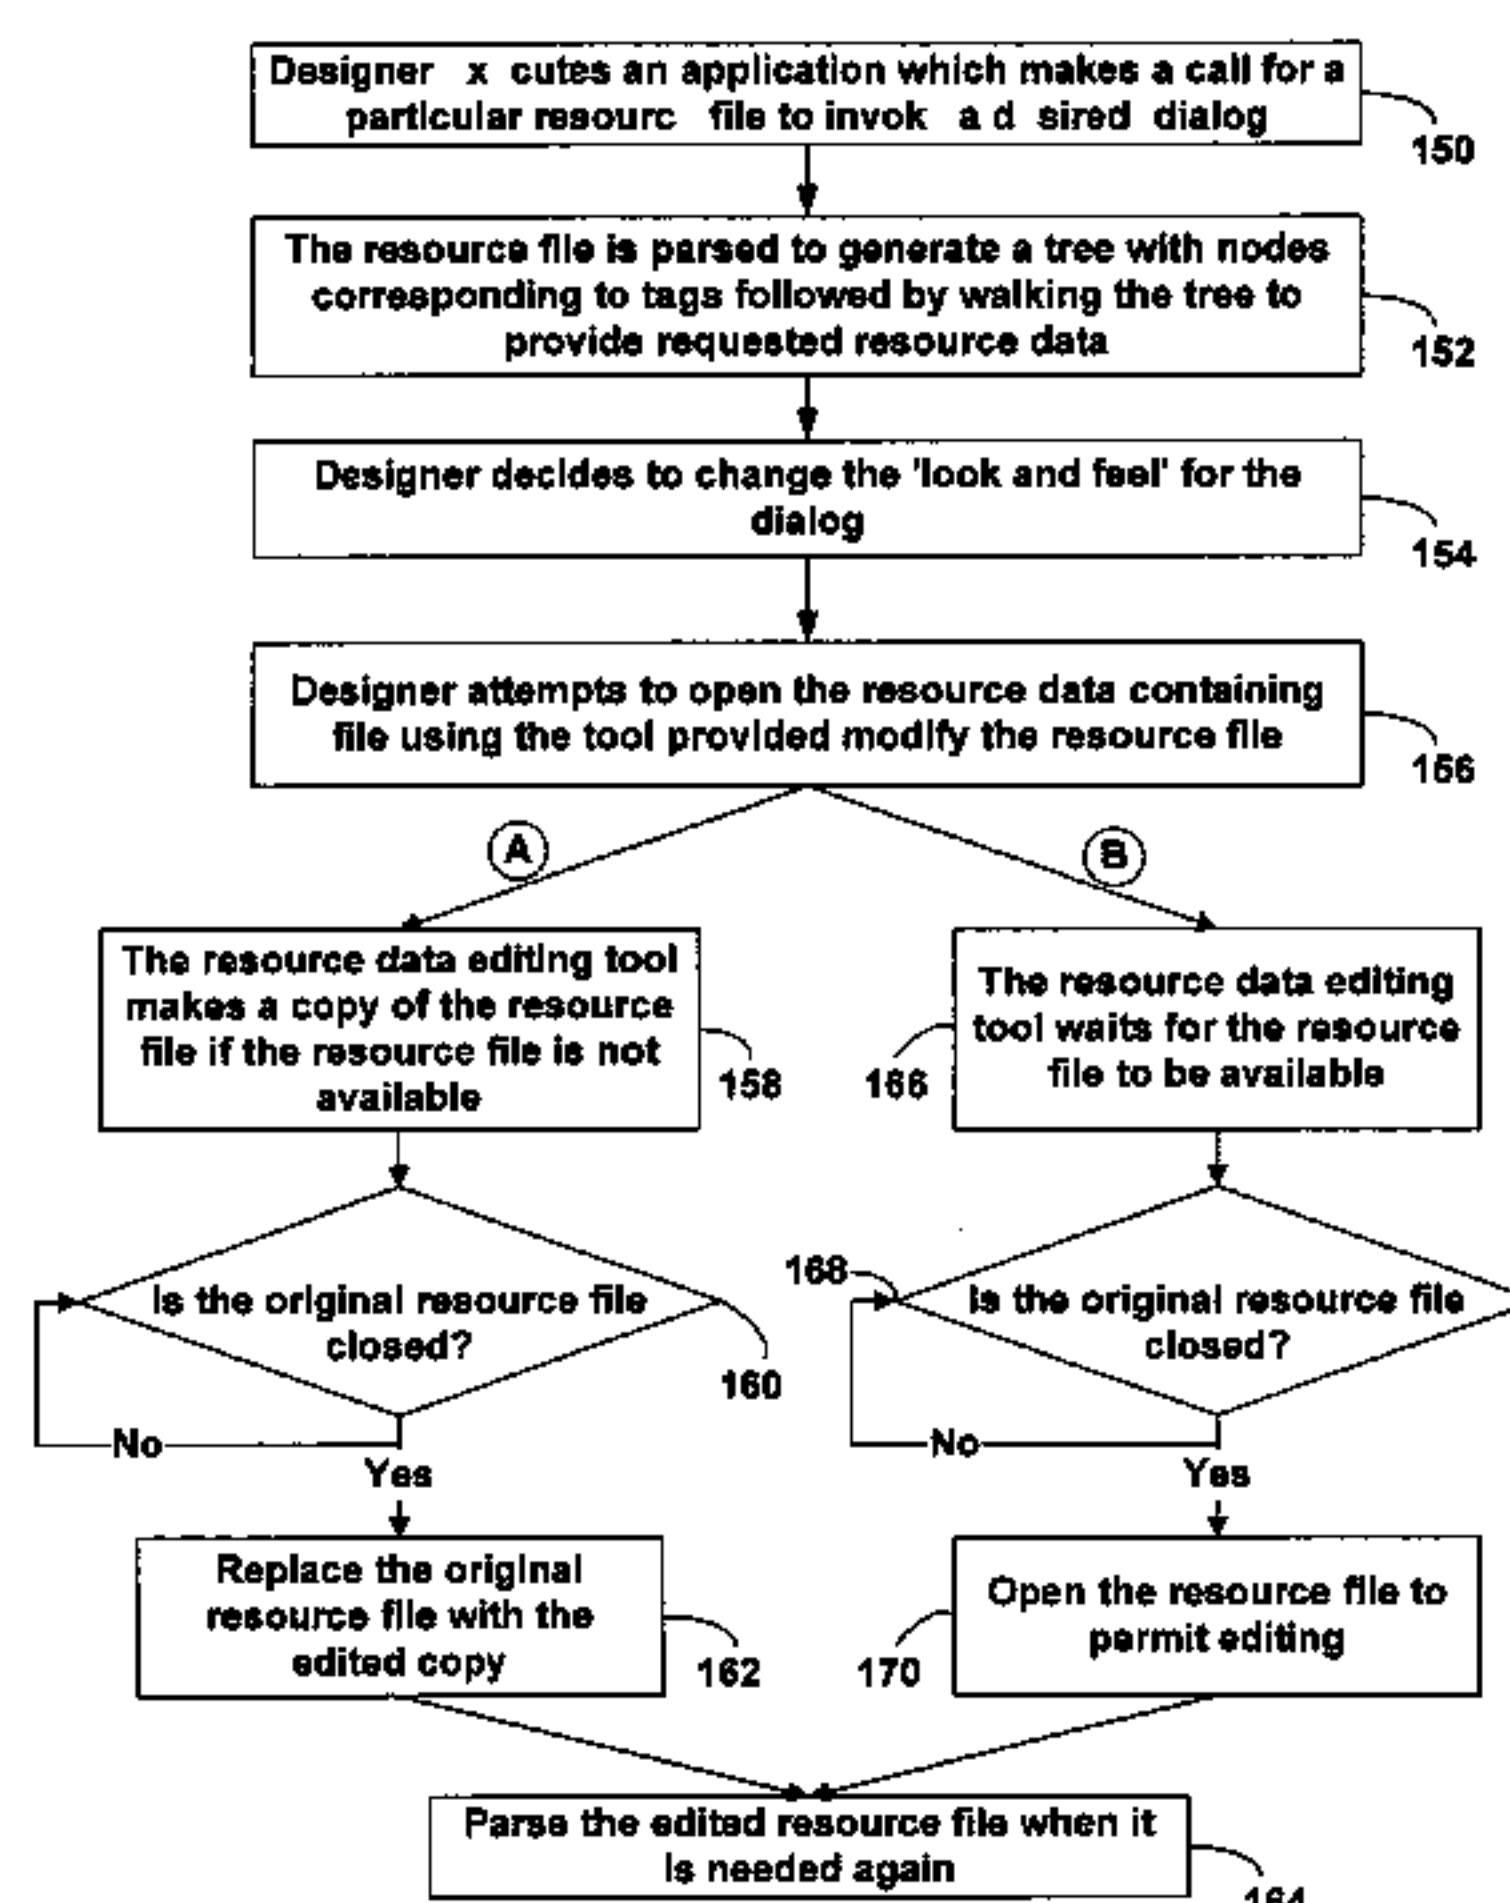 Designer x cutes an application which makes a call for a
particular resourc file to invok a d sired dialog
150
The resource file is parsed to generate a tree with nodes
corresponding to tags followed by walking the tree to
provide requested resource data
152
Designer decides to change the 'look and feel' for the
dialog
154
Designer attempts to open the resource data containing
file using the tool provided modify the resource file
156
A
B
The resource data editing tool
makes a copy of the resource
file if the resource file is not
available
158
The resource data editing
tool waits for the resource
file to be available
166
Is the original resource file
closed?
160
No
Yes
168
Is the original resource file
closed?
No
Yes
Replace the original
resource file with the
edited copy
162
Open the resource file to
permit editing
170
Parse the edited resource file when it
is needed again
164